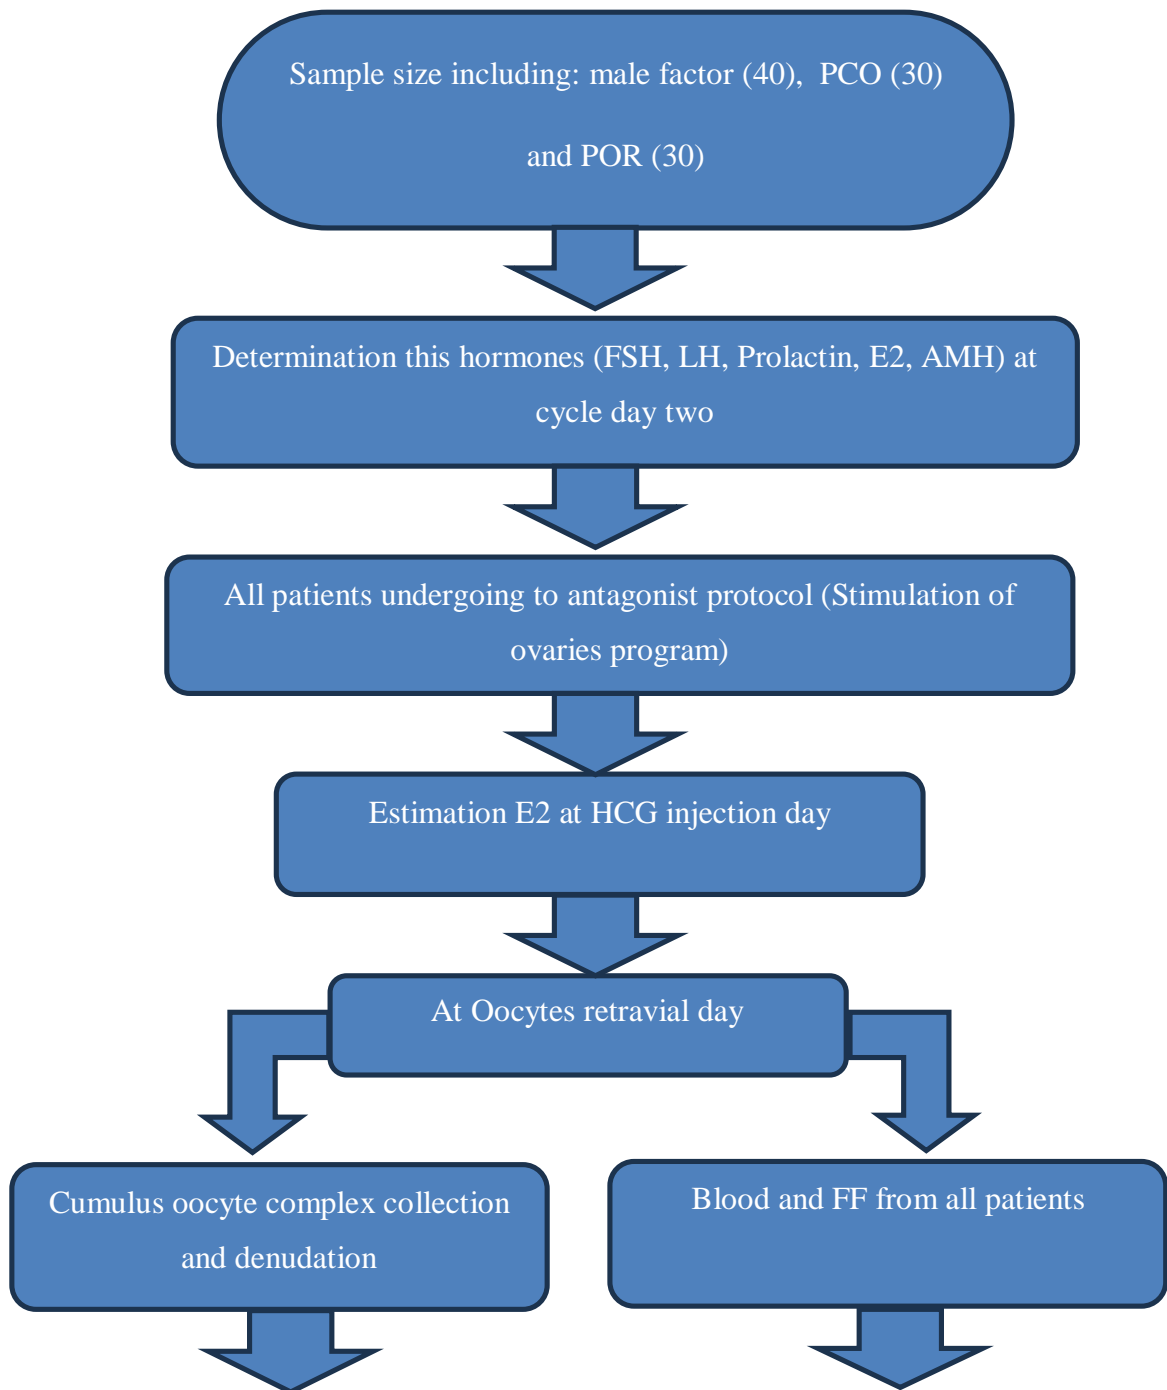 Sample size including: male factor (40), PCO (30)
and POR (30)
Determination this hormones (FSH, LH, Prolactin, E2, AMH) at
cycle day two
All patients undergoing to antagonist protocol (Stimulation of
ovaries program)
Estimation E2 at HCG injection day
At Oocytes retravial day
Cumulus oocyte complex collection
and denudation
Blood and FF from all patients